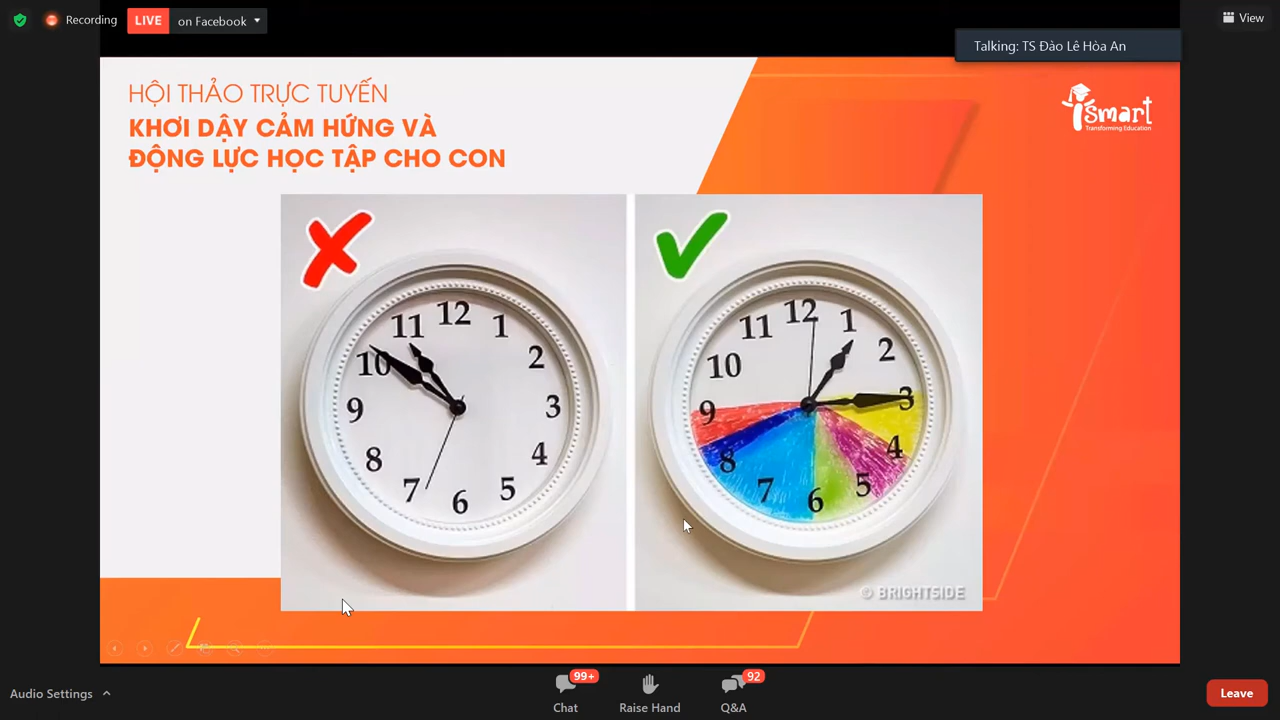 Recording
LIVE
on Facebook
View
Talking: TS Đào Lê Hòa An
HỘI THẢO TRỰC TUYẾN
KHƠI DẬY CẢM HỨNG VÀ
ĐỘNG LỰC HỌC TẬP CHO CON
ismart
Transforming Education
12
1
2
3
4
5
6
7
8
9
10
11
12
1
2
3
4
5
6
7
8
9
10
11
© BRIGHTSIDE
Audio Settings
99+
Chat
Raise Hand
92
Q&A
Leave